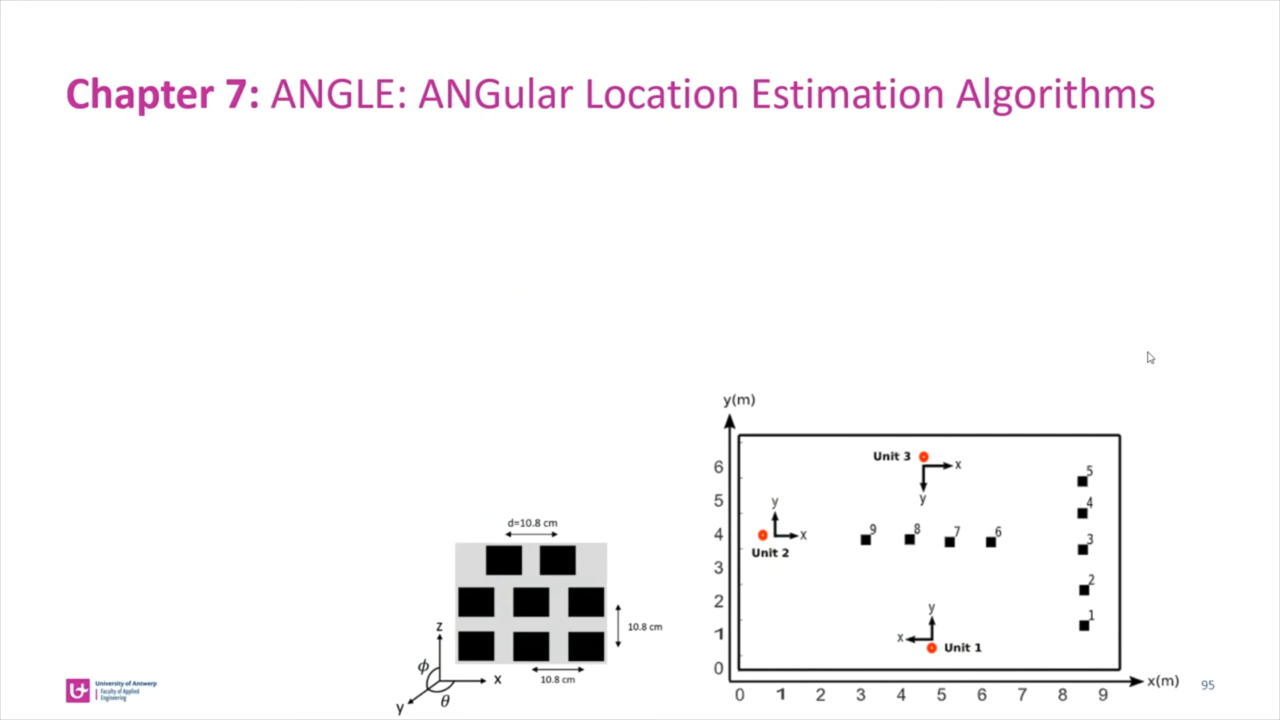 Chapter 7: ANGLE: ANGular Location Estimation Algorithms
d=10.8 cm
10.8 cm
10.8 cm
z
ϕ
x
θ
y
y(m)
6
5
4
3
2
1
0
0 1 2 3 4 5 6 7 8 9
x(m)
Unit 3
x
y
y
x
Unit 2
9 8 7 6
5
4
3
2
1
y
x
Unit 1
University of Antwerp
Faculty of Applied
Engineering
95